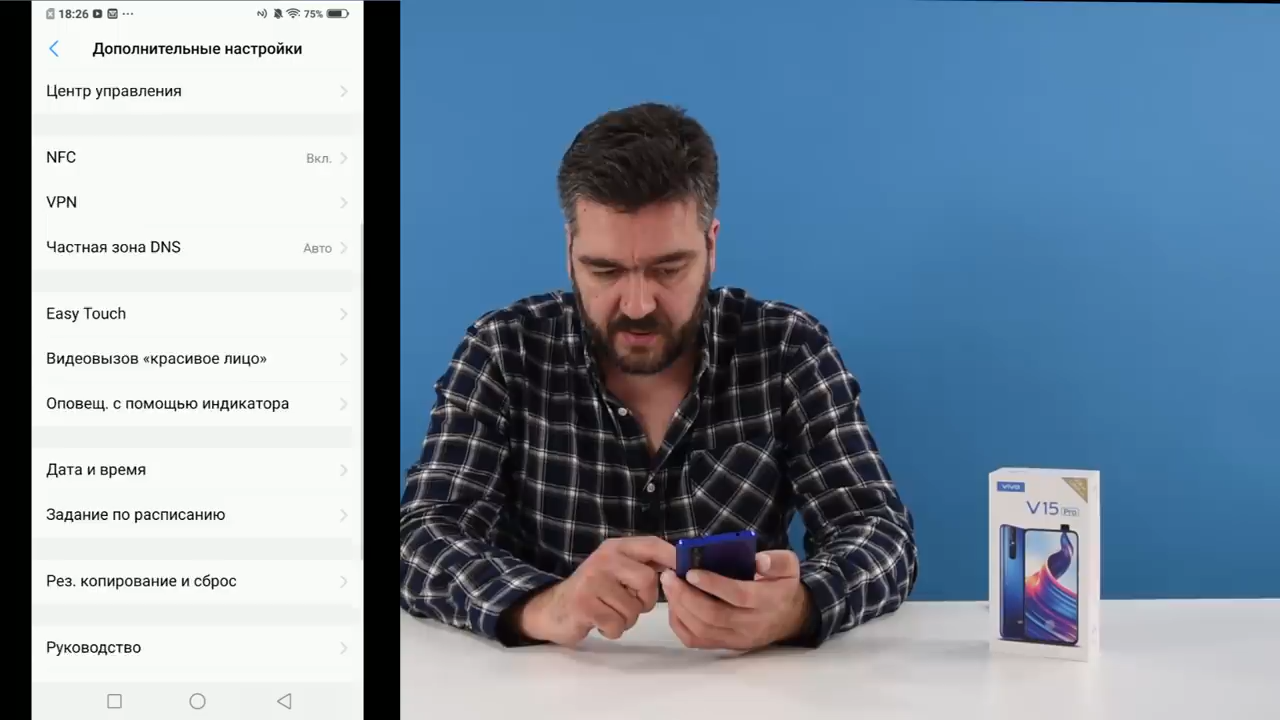 18:26
75%
Дополнительные настройки
Центр управления
NFC
Вкл.
VPN
Частная зона DNS
Авто
Easy Touch
Видеовызов «красивое лицо»
Оповещ. с помощью индикатора
Дата и время
Задание по расписанию
Рез. копирование и сброс
Руководство
vivo
V15 Pro